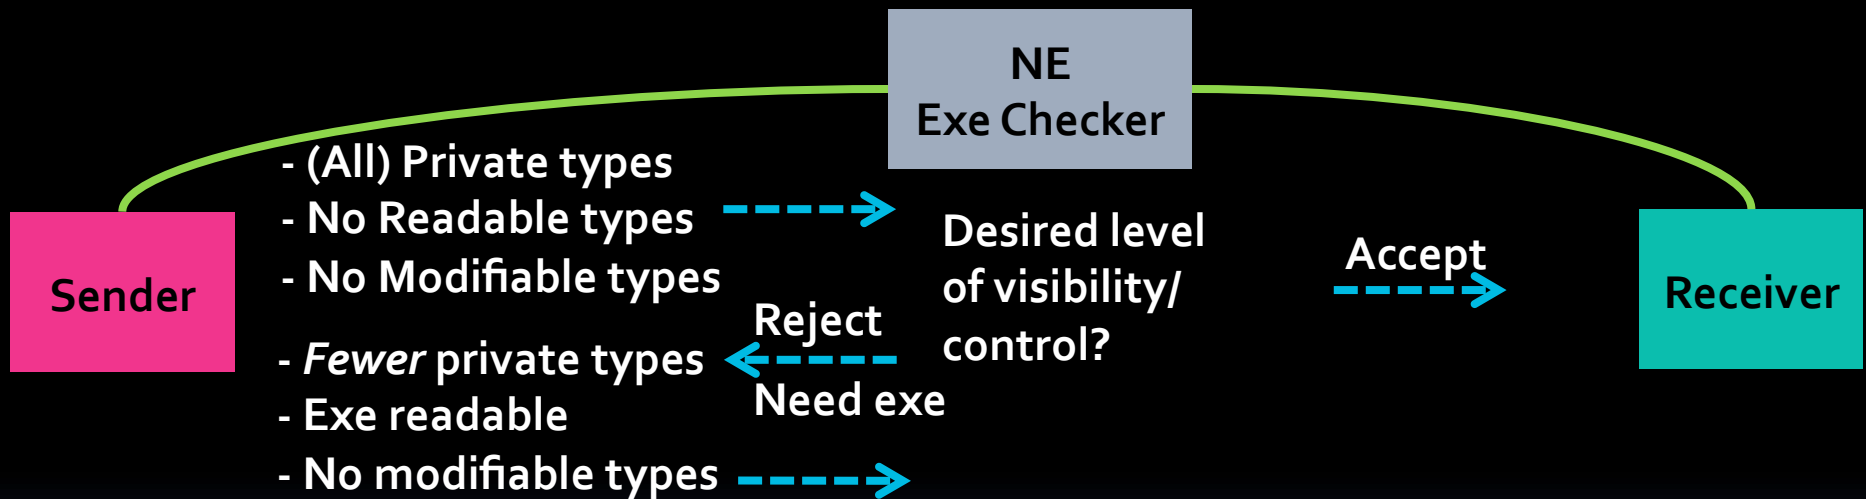 NE
Exe Checker
- (All) Private types
- No Readable types
- No Modifiable types
Sender
Desired level
of visibility/
control?
Accept
Receiver
Reject
Need exe
- Fewer private types
- Exe readable
- No modifiable types